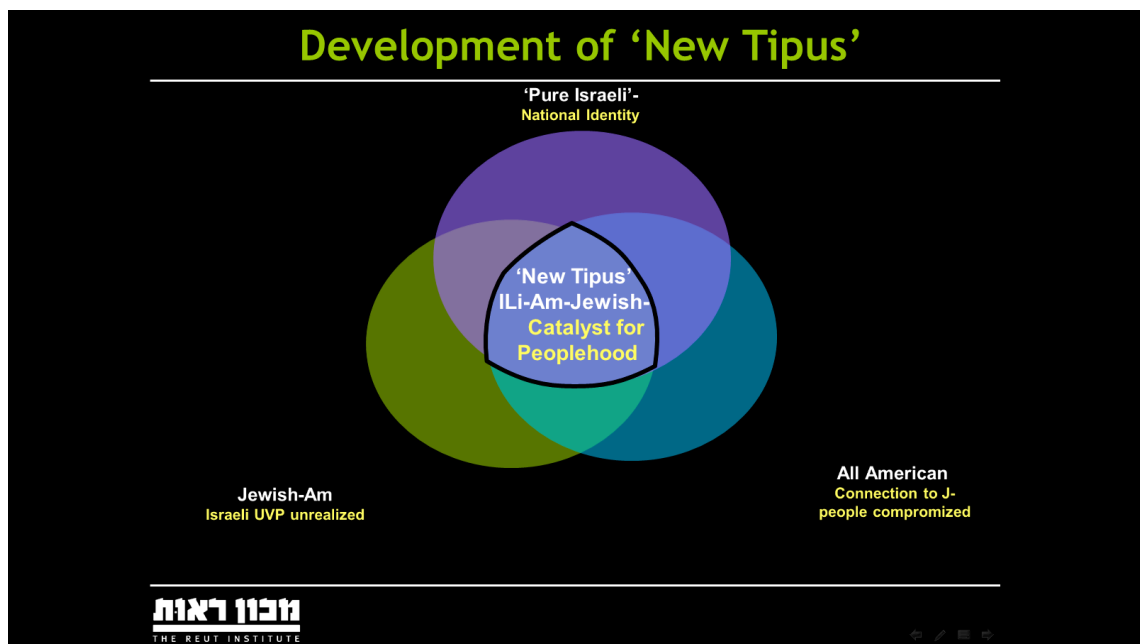 Development of ‘New Tipus’
‘Pure Israeli’-
National Identity
‘New Tipus’
ILi-Am-Jewish-
Catalyst for
Peoplehood
Jewish-Am
Israeli UVP unrealized
All American
Connection to J-
people compromized
מכון ראות
THE REUT INSTITUTE